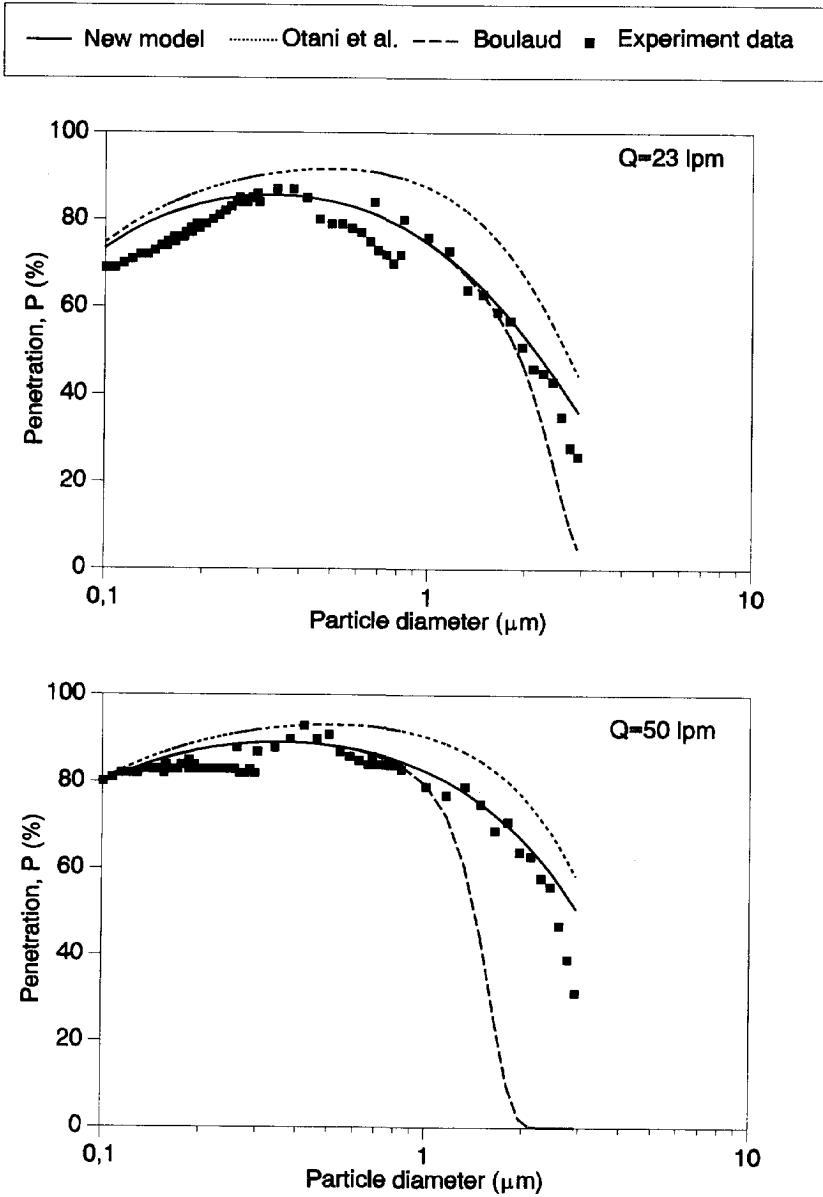 New model Otani et al. Boulaud Experiment data
Q=23 lpm
100
80
60
40
20
0
Penetration, P (%)
0,1 1 10
Particle diameter (μm)
Q=50 lpm
100
80
60
40
20
0
Penetration, P (%)
0,1 1 10
Particle diameter (μm)